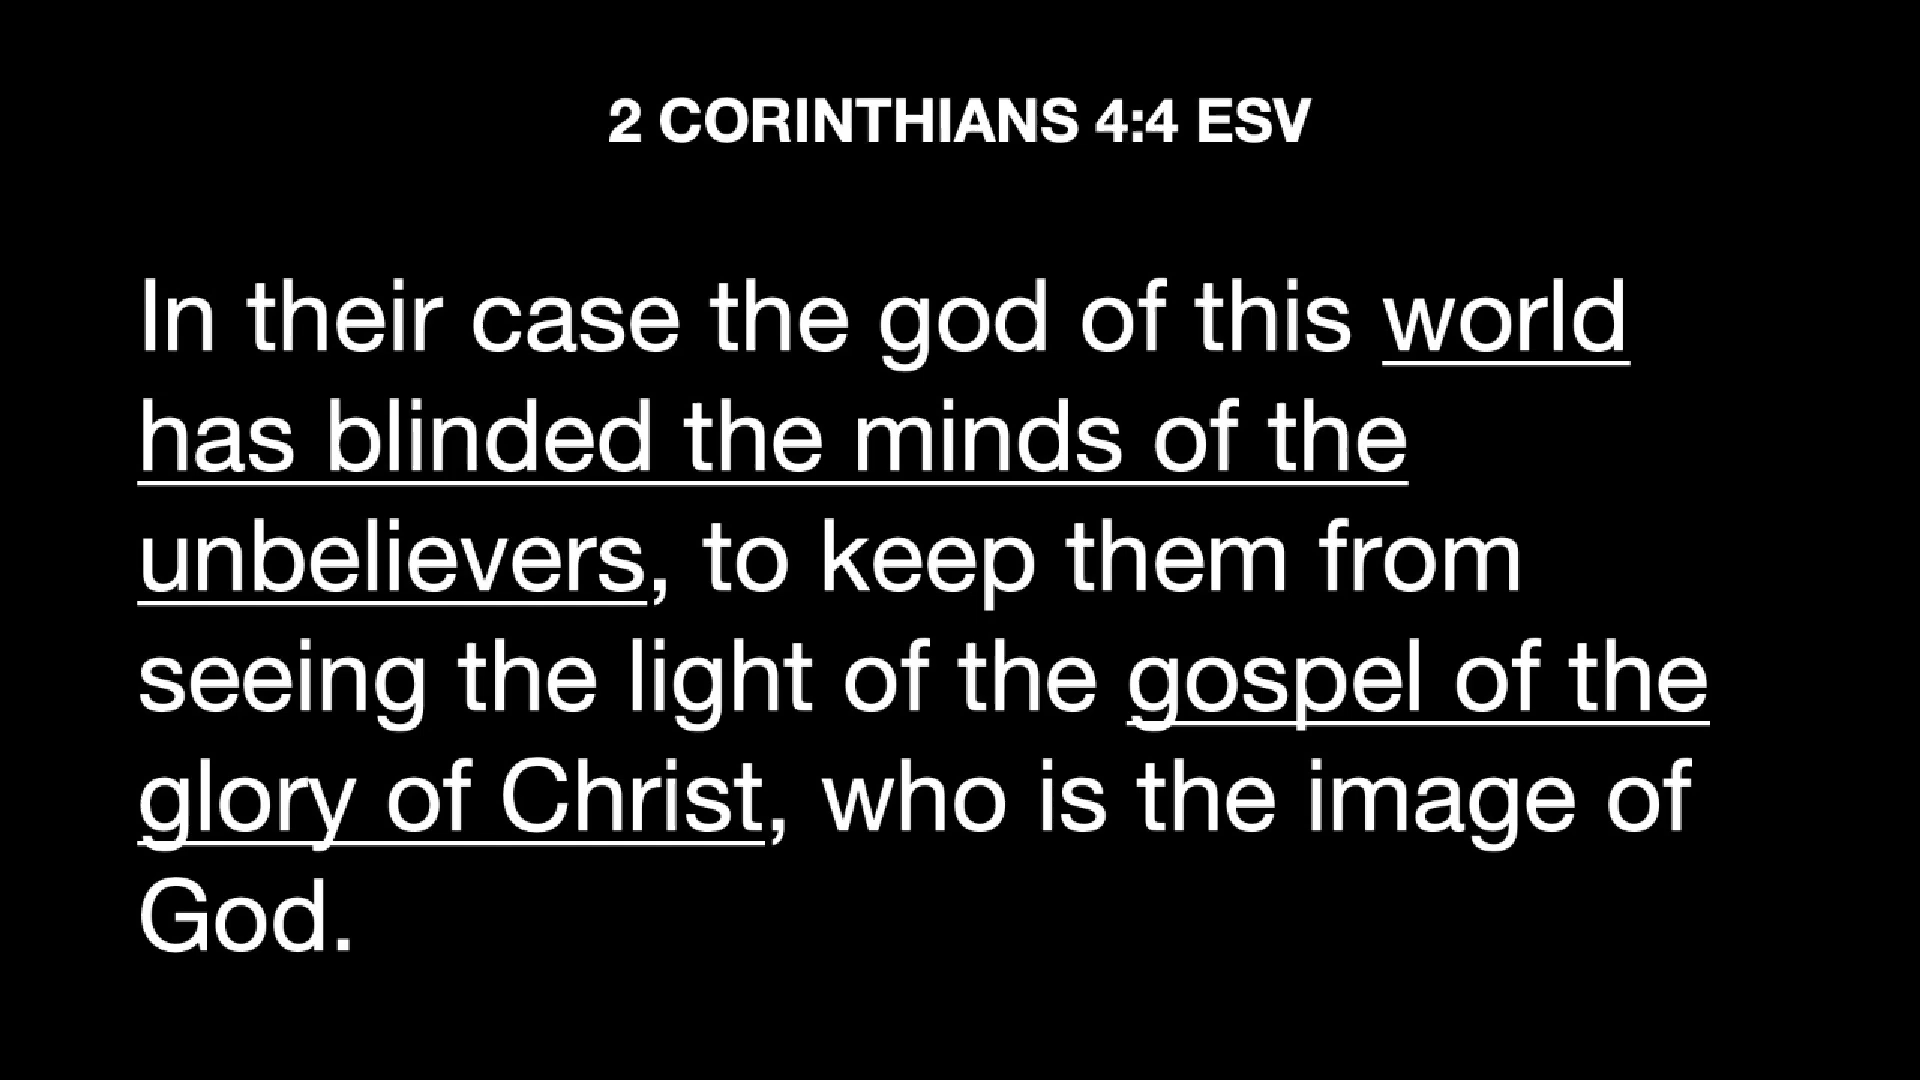 2 CORINTHIANS 4:4 ESV
In their case the god of this world
has blinded the minds of the
unbelievers, to keep them from
seeing the light of the gospel of the
glory of Christ, who is the image of
God.